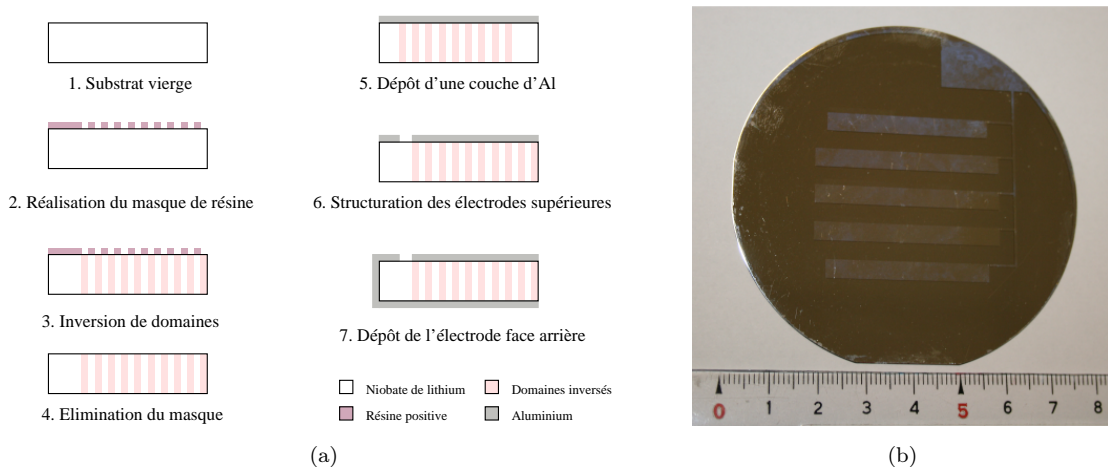 1. Substrat vierge
2. Réalisation du masque de résine
3. Inversion de domaines
4. Elimination du masque
5. Dépôt d'une couche d'Al
6. Structuration des électrodes supérieures
7. Dépôt de l'électrode face arrière
Niobate de lithium
Domaines inversés
Résine positive
Aluminium
(a)
0 1 2 3 4 5 6 7 8
(b)